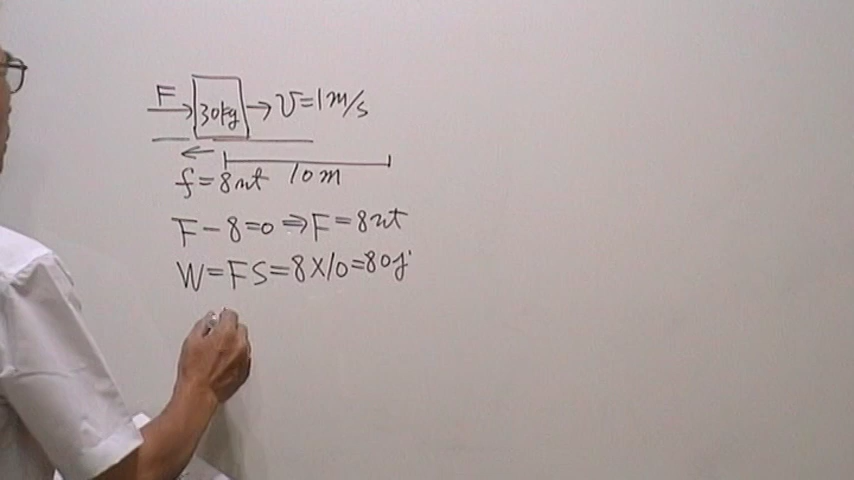 F 30kg → V=1m/s
f=8nt 10m
F-8=0 ⇒ F=8nt
W=FS=8×10=80j